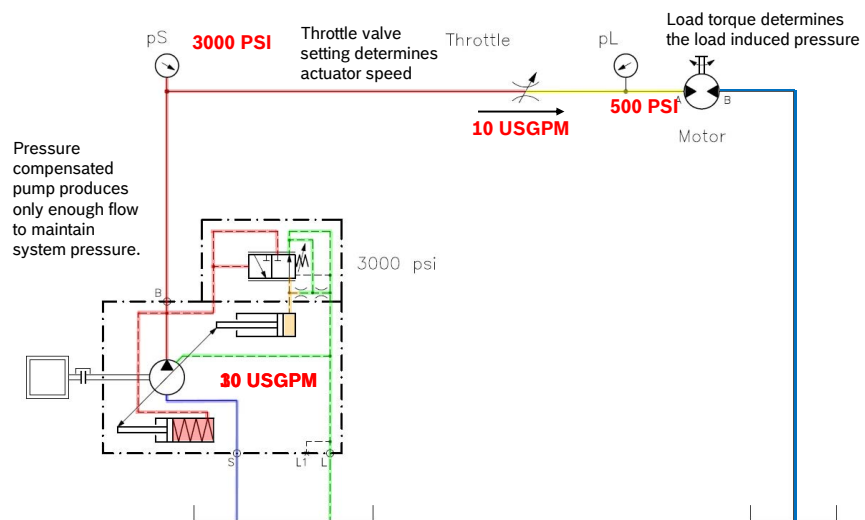 pS
3000 PSI
Throttle valve
setting determines
actuator speed
Throttle
pL
Load torque determines
the load induced pressure
10 USGPM
500 PSI
A
B
Motor
Pressure
compensated
pump produces
only enough flow
to maintain
system pressure.
3000 psi
B
USGPM
S
L1
L